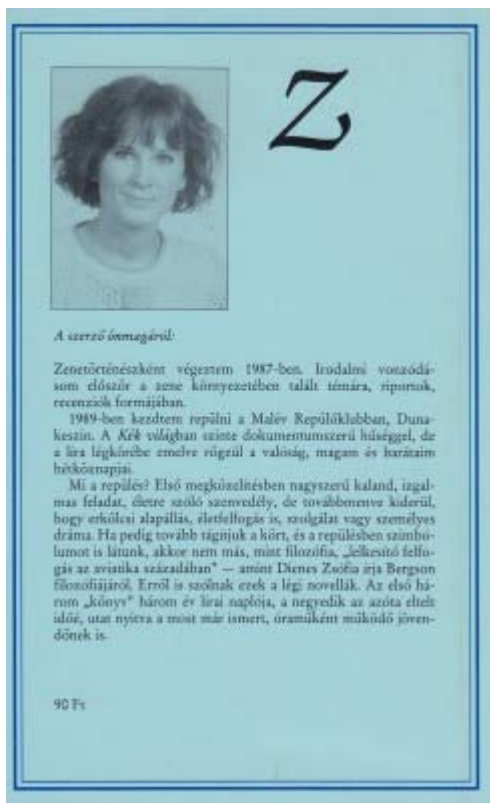 Z
A szerző önmagáról:
Zenetörténészként végeztem 1987-ben. Irodalmi vonzódá-
som először a zene környezetében talált témára, riportok,
recenziók formájában.
1989-ben kezdtem repülni a Malév Repülőklubban, Duna-
keszin. A Kék világban szinte dokumentumszerű hűséggel, de
a líra légkörébe emelve rögzül a valóság, magam és barátaim
hétköznapjai.
Mi a repülés? Első megközelítésben nagyszerű kaland, izgal-
mas feladat, életre szóló szenvedély, de továbbmenve kiderül,
hogy erkölcsi alapállás, életfelfogás is, szolgálat vagy személyes
dráma. Ha pedig tovább tágítjuk a kört, és a repülésben szimbó-
lumot is látunk, akkor nem más, mint filozófia, „lelkesítő felfo-
gás az aviatika századában" — amint Dienes Zsófia írja Bergson
filozófiájáról. Erről is szólnak ezek a légi novellák. Az első há-
rom „könyv" három év lírai naplója, a negyedik az azóta eltelt
időé, utat nyitva a most már ismert, óraműként működő jöven-
dőnek is.
90 Ft